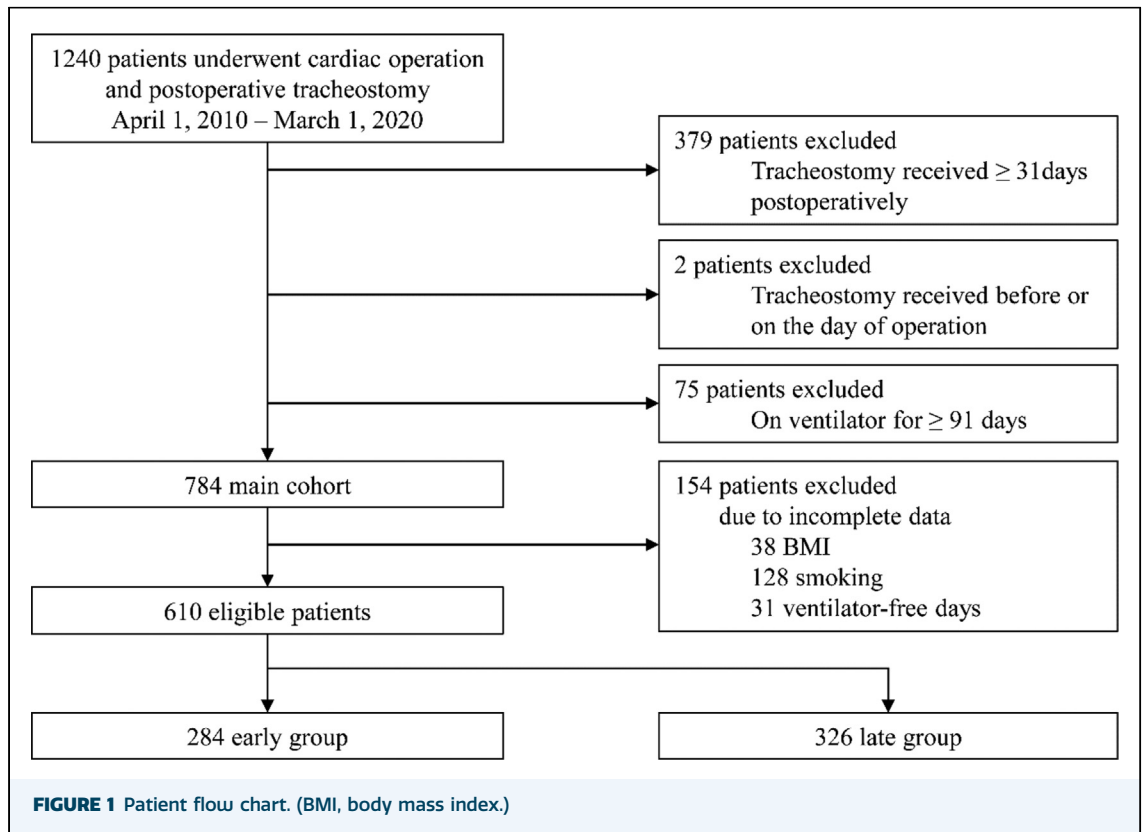 1240 patients underwent cardiac operation
and postoperative tracheostomy
April 1, 2010 – March 1, 2020
379 patients excluded
Tracheostomy received ≥ 31days
postoperatively
2 patients excluded
Tracheostomy received before or
on the day of operation
75 patients excluded
On ventilator for ≥ 91 days
784 main cohort
154 patients excluded
due to incomplete data
38 BMI
128 smoking
31 ventilator-free days
610 eligible patients
284 early group
326 late group
FIGURE 1 Patient flow chart. (BMI, body mass index.)